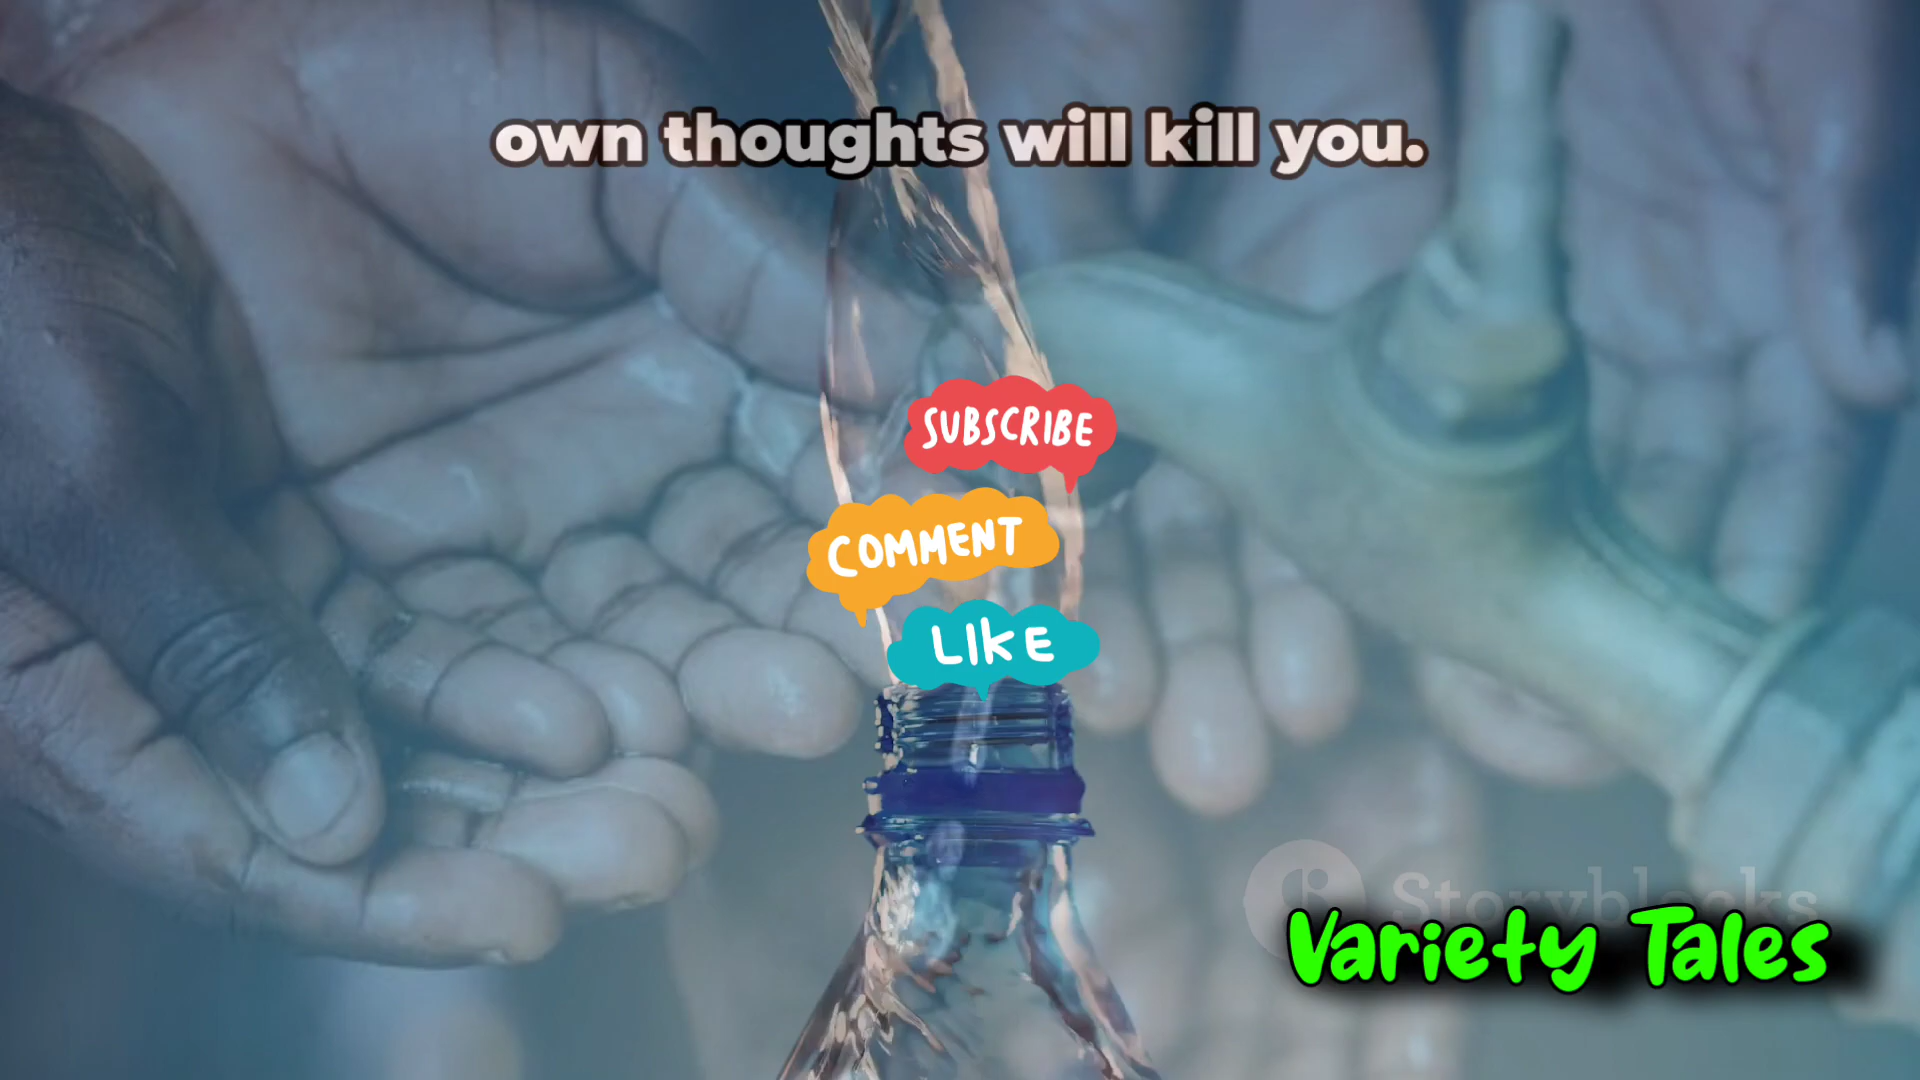 own thoughts will kill you.
SUBSCRIBE
COMMENT
LIKE
Storyblocks
Variety Tales